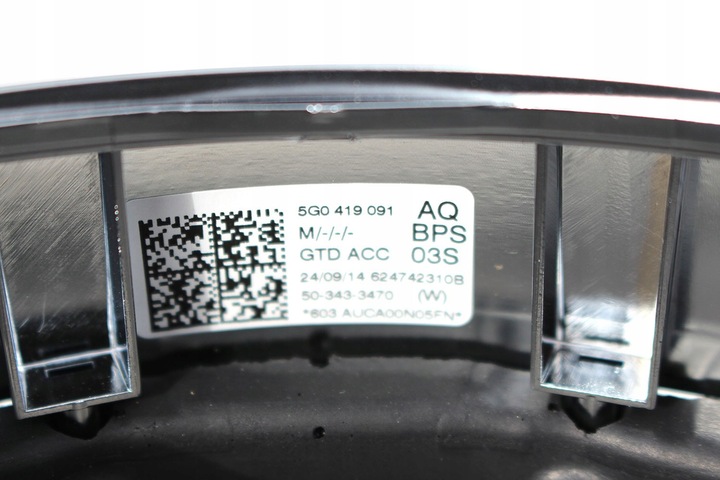 5G0 419 091 AQ
M/-/-/- BPS
GTD ACC 03S
24/09/14 624742310B
50-343-3470 (W)
*603 AUCA00N05FN*